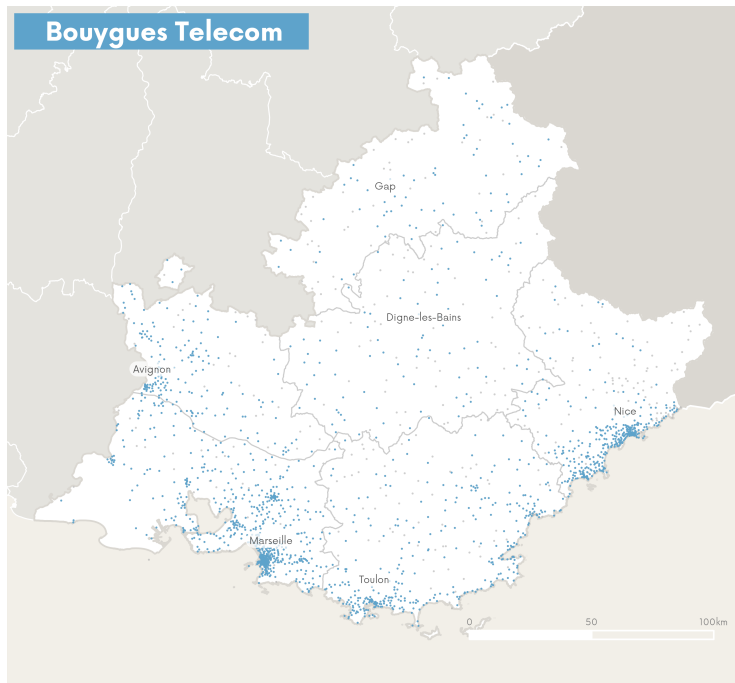 Bouygues Telecom
Gap
Digne-les-Bains
Avignon
Nice
Marseille
Toulon
0 50 100km